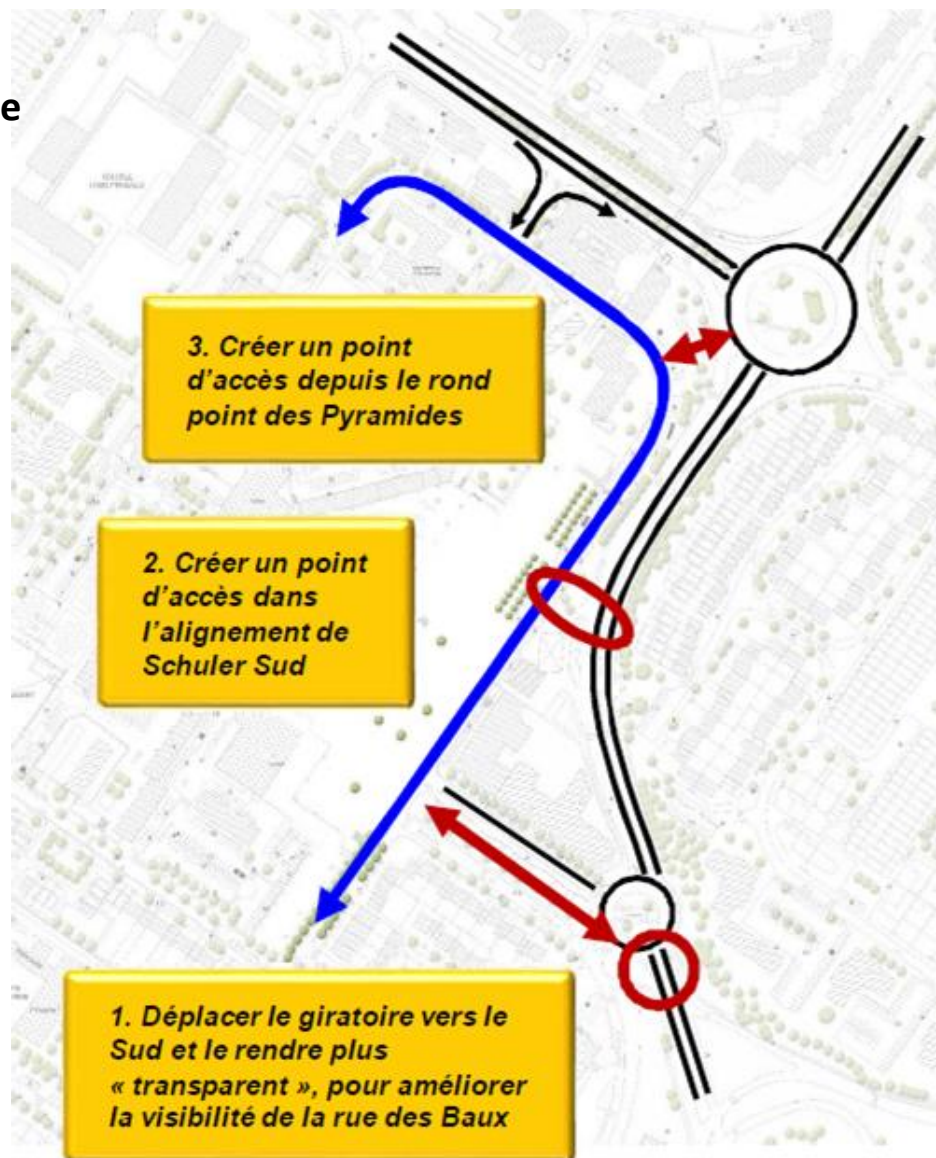 e
3. Créer un point
d'accès depuis le rond
point des Pyramides
2. Créer un point
d'accès dans
l'alignement de
Schuler Sud
1. Déplacer le giratoire vers le
Sud et le rendre plus
« transparent », pour améliorer
la visibilité de la rue des Baux